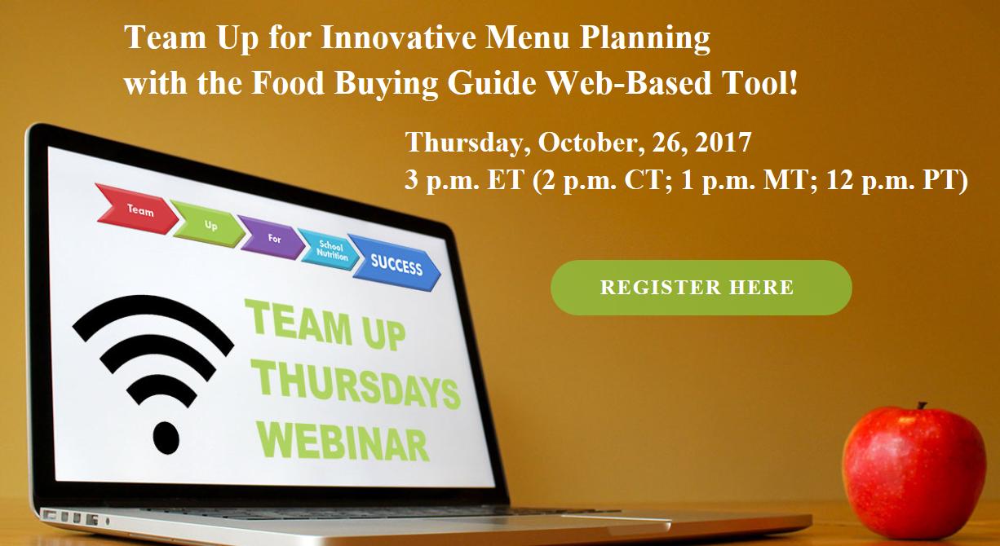 Team Up for Innovative Menu Planning
with the Food Buying Guide Web-Based Tool!
Thursday, October, 26, 2017
3 p.m. ET (2 p.m. CT; 1 p.m. MT; 12 p.m. PT)
Team
Up
For
School
Nutrition
SUCCESS
REGISTER HERE
TEAM UP
THURSDAYS
WEBINAR